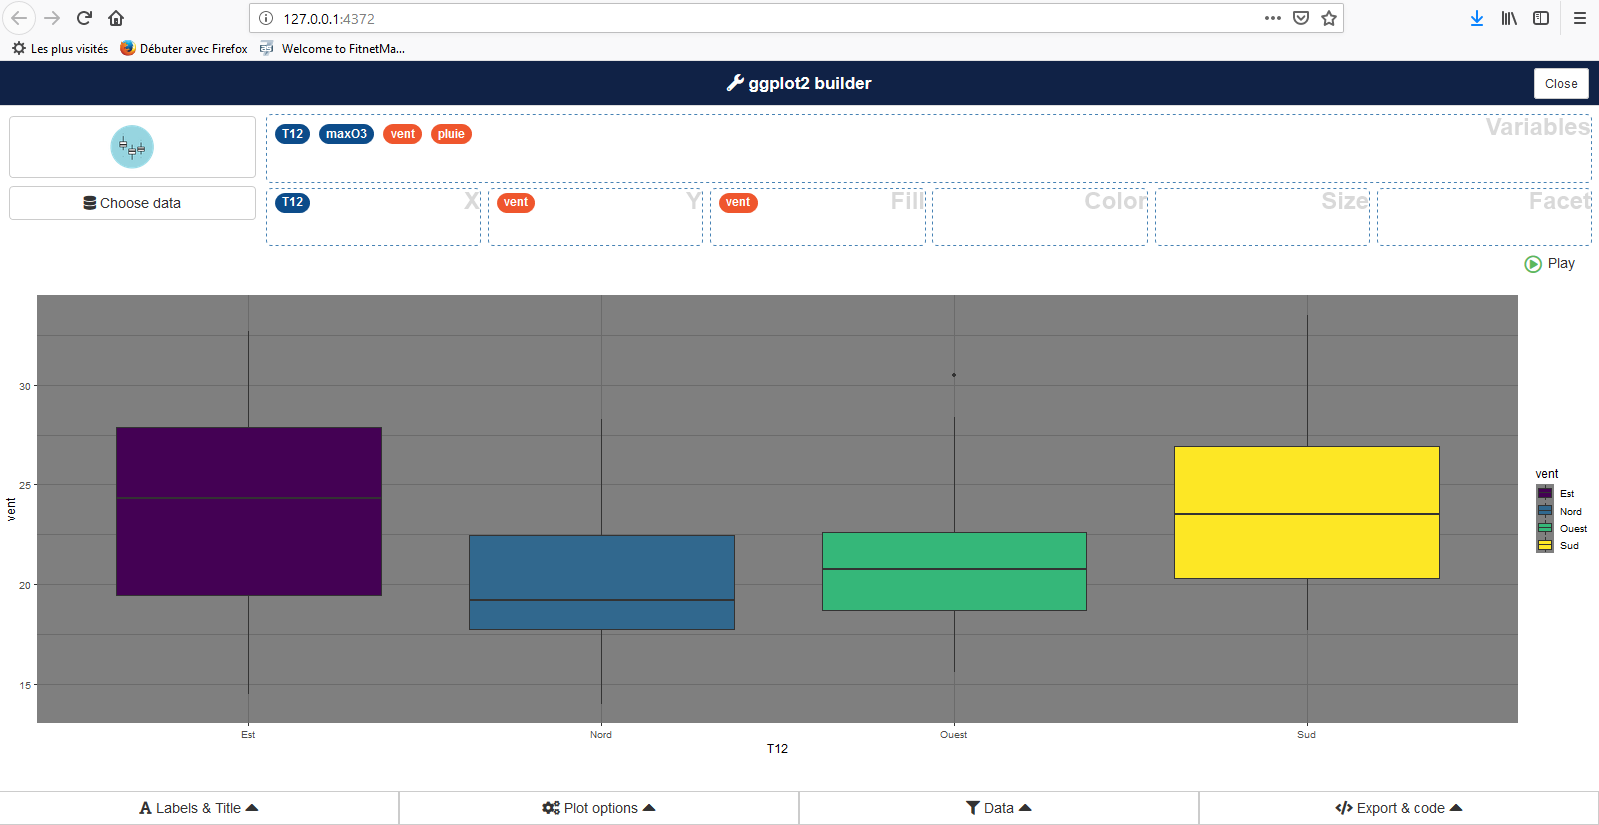 127.0.0.1:4372
Les plus visités Débuter avec Firefox Welcome to FitnetMa...
ggplot2 builder Close
T12 maxO3 vent pluie Variables
Choose data
T12 X vent Y vent Fill Color Size Facet
Play
30
25
20
15
vent
Est Nord Ouest Sud
T12
vent
Est
Nord
Ouest
Sud
Labels & Title Plot options Data Export & code